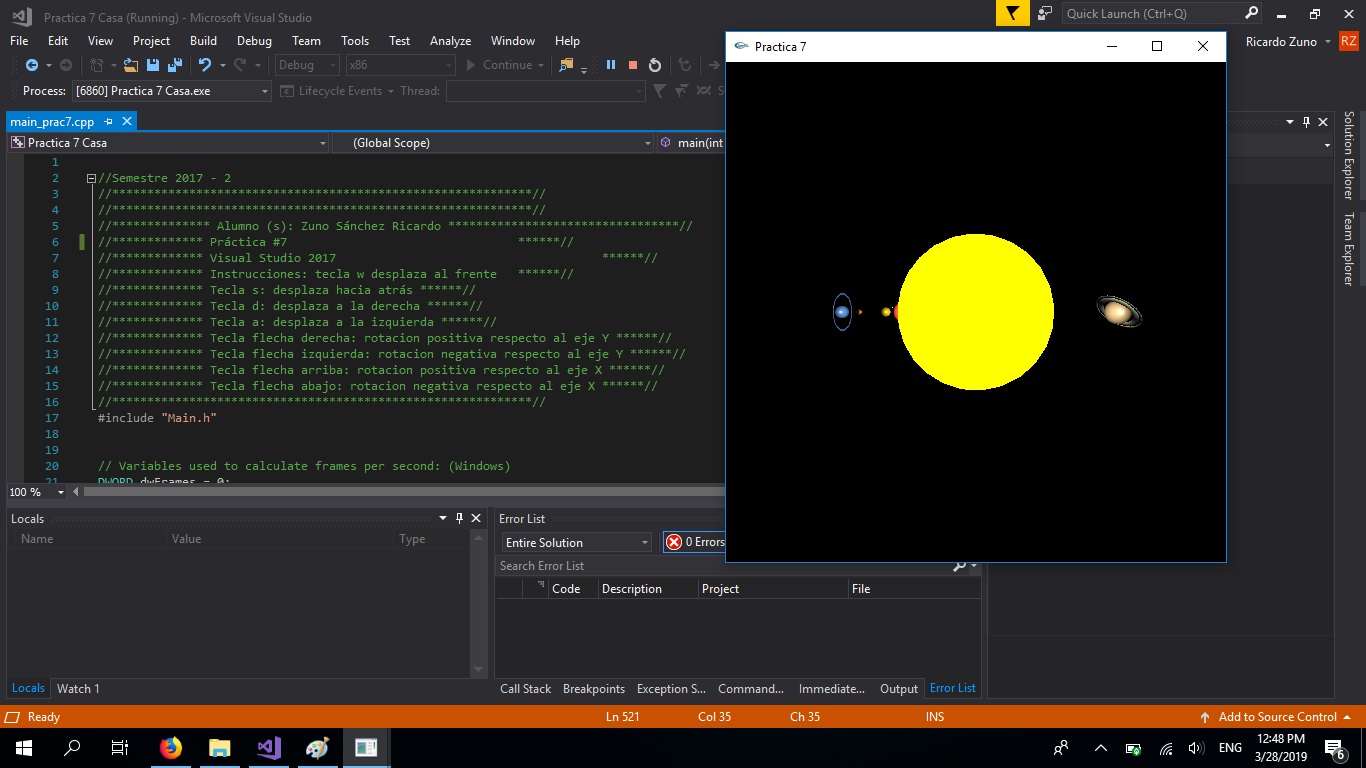 Practica 7 Casa (Running) - Microsoft Visual Studio
Quick Launch (Ctrl+Q)
File Edit View Project Build Debug Team Tools Test Analyze Window Help
Ricardo Zuno RZ
Debug x86 Continue
Process: [6860] Practica 7 Casa.exe Lifecycle Events Thread:
main_prac7.cpp
Practica 7 Casa (Global Scope) main(int
1
2 //Semestre 2017 - 2
3 //************************************************************//
4 //************************************************************//
5 //************** Alumno (s): Zuno Sánchez Ricardo *********************************//
6 //************* Práctica #7 ******//
7 //************* Visual Studio 2017 ******//
8 //************* Instrucciones: tecla w desplaza al frente ******//
9 //************* Tecla s: desplaza hacia atrás ******//
10 //************* Tecla d: desplaza a la derecha ******//
11 //************* Tecla a: desplaza a la izquierda ******//
12 //************* Tecla flecha derecha: rotacion positiva respecto al eje Y ******//
13 //************* Tecla flecha izquierda: rotacion negativa respecto al eje Y ******//
14 //************* Tecla flecha arriba: rotacion positiva respecto al eje X ******//
15 //************* Tecla flecha abajo: rotacion negativa respecto al eje X ******//
16 //************************************************************//
17 #include "Main.h"
18
19
20 // Variables used to calculate frames per second: (Windows)
21 DWORD dwFrames = 0;
100 %
Practica 7
Solution Explorer
Team Explorer
Locals
Name Value Type
Locals Watch 1
Error List
Entire Solution 0 Errors
Search Error List
Code Description Project File
Call Stack Breakpoints Exception S... Command... Immediate... Output Error List
Ready Ln 521 Col 35 Ch 35 INS Add to Source Control
ENG 12:48 PM
3/28/2019 6